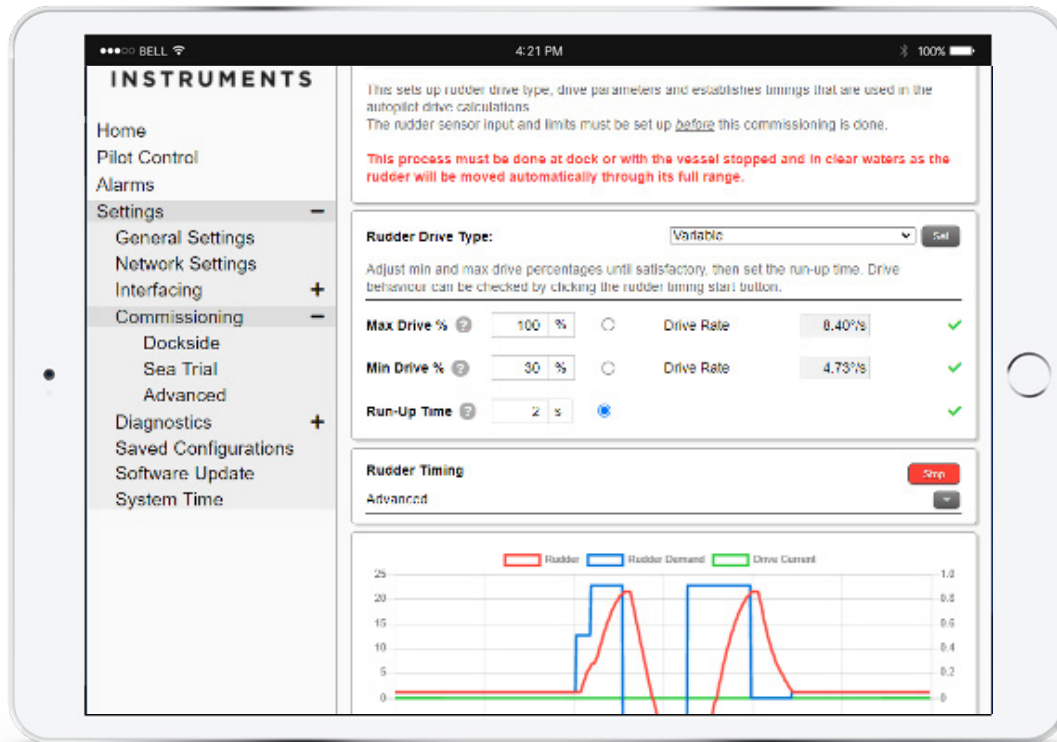 BELL
4:21 PM
100%
INSTRUMENTS
Home
Pilot Control
Alarms
Settings
General Settings
Network Settings
Interfacing
Commissioning
Dockside
Sea Trial
Advanced
Diagnostics
Saved Configurations
Software Update
System Time
This sets up rudder drive type, drive parameters and establishes timings that are used in the
autopilot drive calculations
The rudder sensor input and limits must be set up before this commissioning is done.
This process must be done at dock or with the vessel stopped and in clear waters as the
rudder will be moved automatically through its full range.
Rudder Drive Type: Variable Set
Adjust min and max drive percentages until satisfactory, then set the run-up time. Drive
behaviour can be checked by clicking the rudder timing start button.
Max Drive % ? 100 % Drive Rate 8.40°/s
Min Drive % ? 30 % Drive Rate 4.73°/s
Run-Up Time ? 2 s
Rudder Timing Stop
Advanced
Rudder Rudder Demand Drive Current
25 1.0
20 0.8
15 0.6
10 0.4
5 0.2
0 0